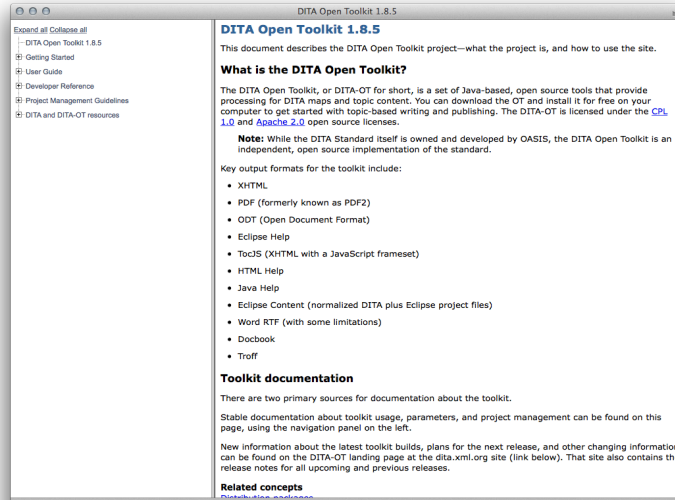 DITA Open Toolkit 1.8.5
Expand all Collapse all
DITA Open Toolkit 1.8.5
Getting Started
User Guide
Developer Reference
Project Management Guidelines
DITA and DITA-OT resources
DITA Open Toolkit 1.8.5
This document describes the DITA Open Toolkit project—what the project is, and how to use the site.
What is the DITA Open Toolkit?
The DITA Open Toolkit, or DITA-OT for short, is a set of Java-based, open source tools that provide
processing for DITA maps and topic content. You can download the OT and install it for free on your
computer to get started with topic-based writing and publishing. The DITA-OT is licensed under the CPL
1.0 and Apache 2.0 open source licenses.
Note: While the DITA Standard itself is owned and developed by OASIS, the DITA Open Toolkit is an
independent, open source implementation of the standard.
Key output formats for the toolkit include:
• XHTML
• PDF (formerly known as PDF2)
• ODT (Open Document Format)
• Eclipse Help
• TocJS (XHTML with a JavaScript frameset)
• HTML Help
• Java Help
• Eclipse Content (normalized DITA plus Eclipse project files)
• Word RTF (with some limitations)
• Docbook
• Troff
Toolkit documentation
There are two primary sources for documentation about the toolkit.
Stable documentation about toolkit usage, parameters, and project management can be found on this
page, using the navigation panel on the left.
New information about the latest toolkit builds, plans for the next release, and other changing information
can be found on the DITA-OT landing page at the dita.xml.org site (link below). That site also contains th
release notes for all upcoming and previous releases.
Related concepts
Distribution packages